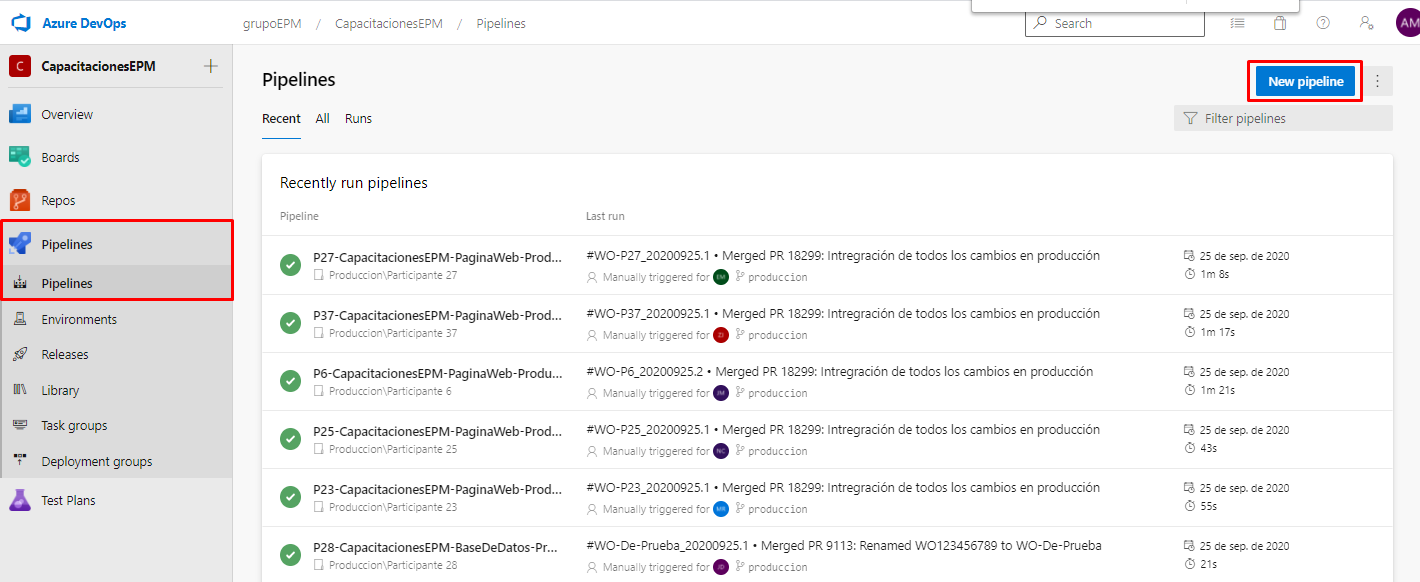 Azure DevOps
grupoEPM / CapacitacionesEPM / Pipelines
Search
AM
C CapacitacionesEPM
Overview
Boards
Repos
Pipelines
Pipelines
Environments
Releases
Library
Task groups
Deployment groups
Test Plans
Pipelines
New pipeline
Recent All Runs
Filter pipelines
Recently run pipelines
Pipeline Last run
P27-CapacitacionesEPM-PaginaWeb-Prod... #WO-P27_20200925.1 • Merged PR 18299: Intregración de todos los cambios en producción 25 de sep. de 2020
Produccion\Participante 27 Manually triggered for EM produccion 1m 8s
P37-CapacitacionesEPM-PaginaWeb-Prod... #WO-P37_20200925.1 • Merged PR 18299: Intregración de todos los cambios en producción 25 de sep. de 2020
Produccion\Participante 37 Manually triggered for produccion 1m 17s
P6-CapacitacionesEPM-PaginaWeb-Produ... #WO-P6_20200925.2 • Merged PR 18299: Intregración de todos los cambios en producción 25 de sep. de 2020
Produccion\Participante 6 Manually triggered for JM produccion 1m 21s
P25-CapacitacionesEPM-PaginaWeb-Prod... #WO-P25_20200925.1 • Merged PR 18299: Intregración de todos los cambios en producción 25 de sep. de 2020
Produccion\Participante 25 Manually triggered for NC produccion 43s
P23-CapacitacionesEPM-PaginaWeb-Prod... #WO-P23_20200925.1 • Merged PR 18299: Intregración de todos los cambios en producción 25 de sep. de 2020
Produccion\Participante 23 Manually triggered for MR produccion 55s
P28-CapacitacionesEPM-BaseDeDatos-Pr... #WO-De-Prueba_20200925.1 • Merged PR 9113: Renamed WO123456789 to WO-De-Prueba 25 de sep. de 2020
Produccion\Participante 28 Manually triggered for JD produccion 21s